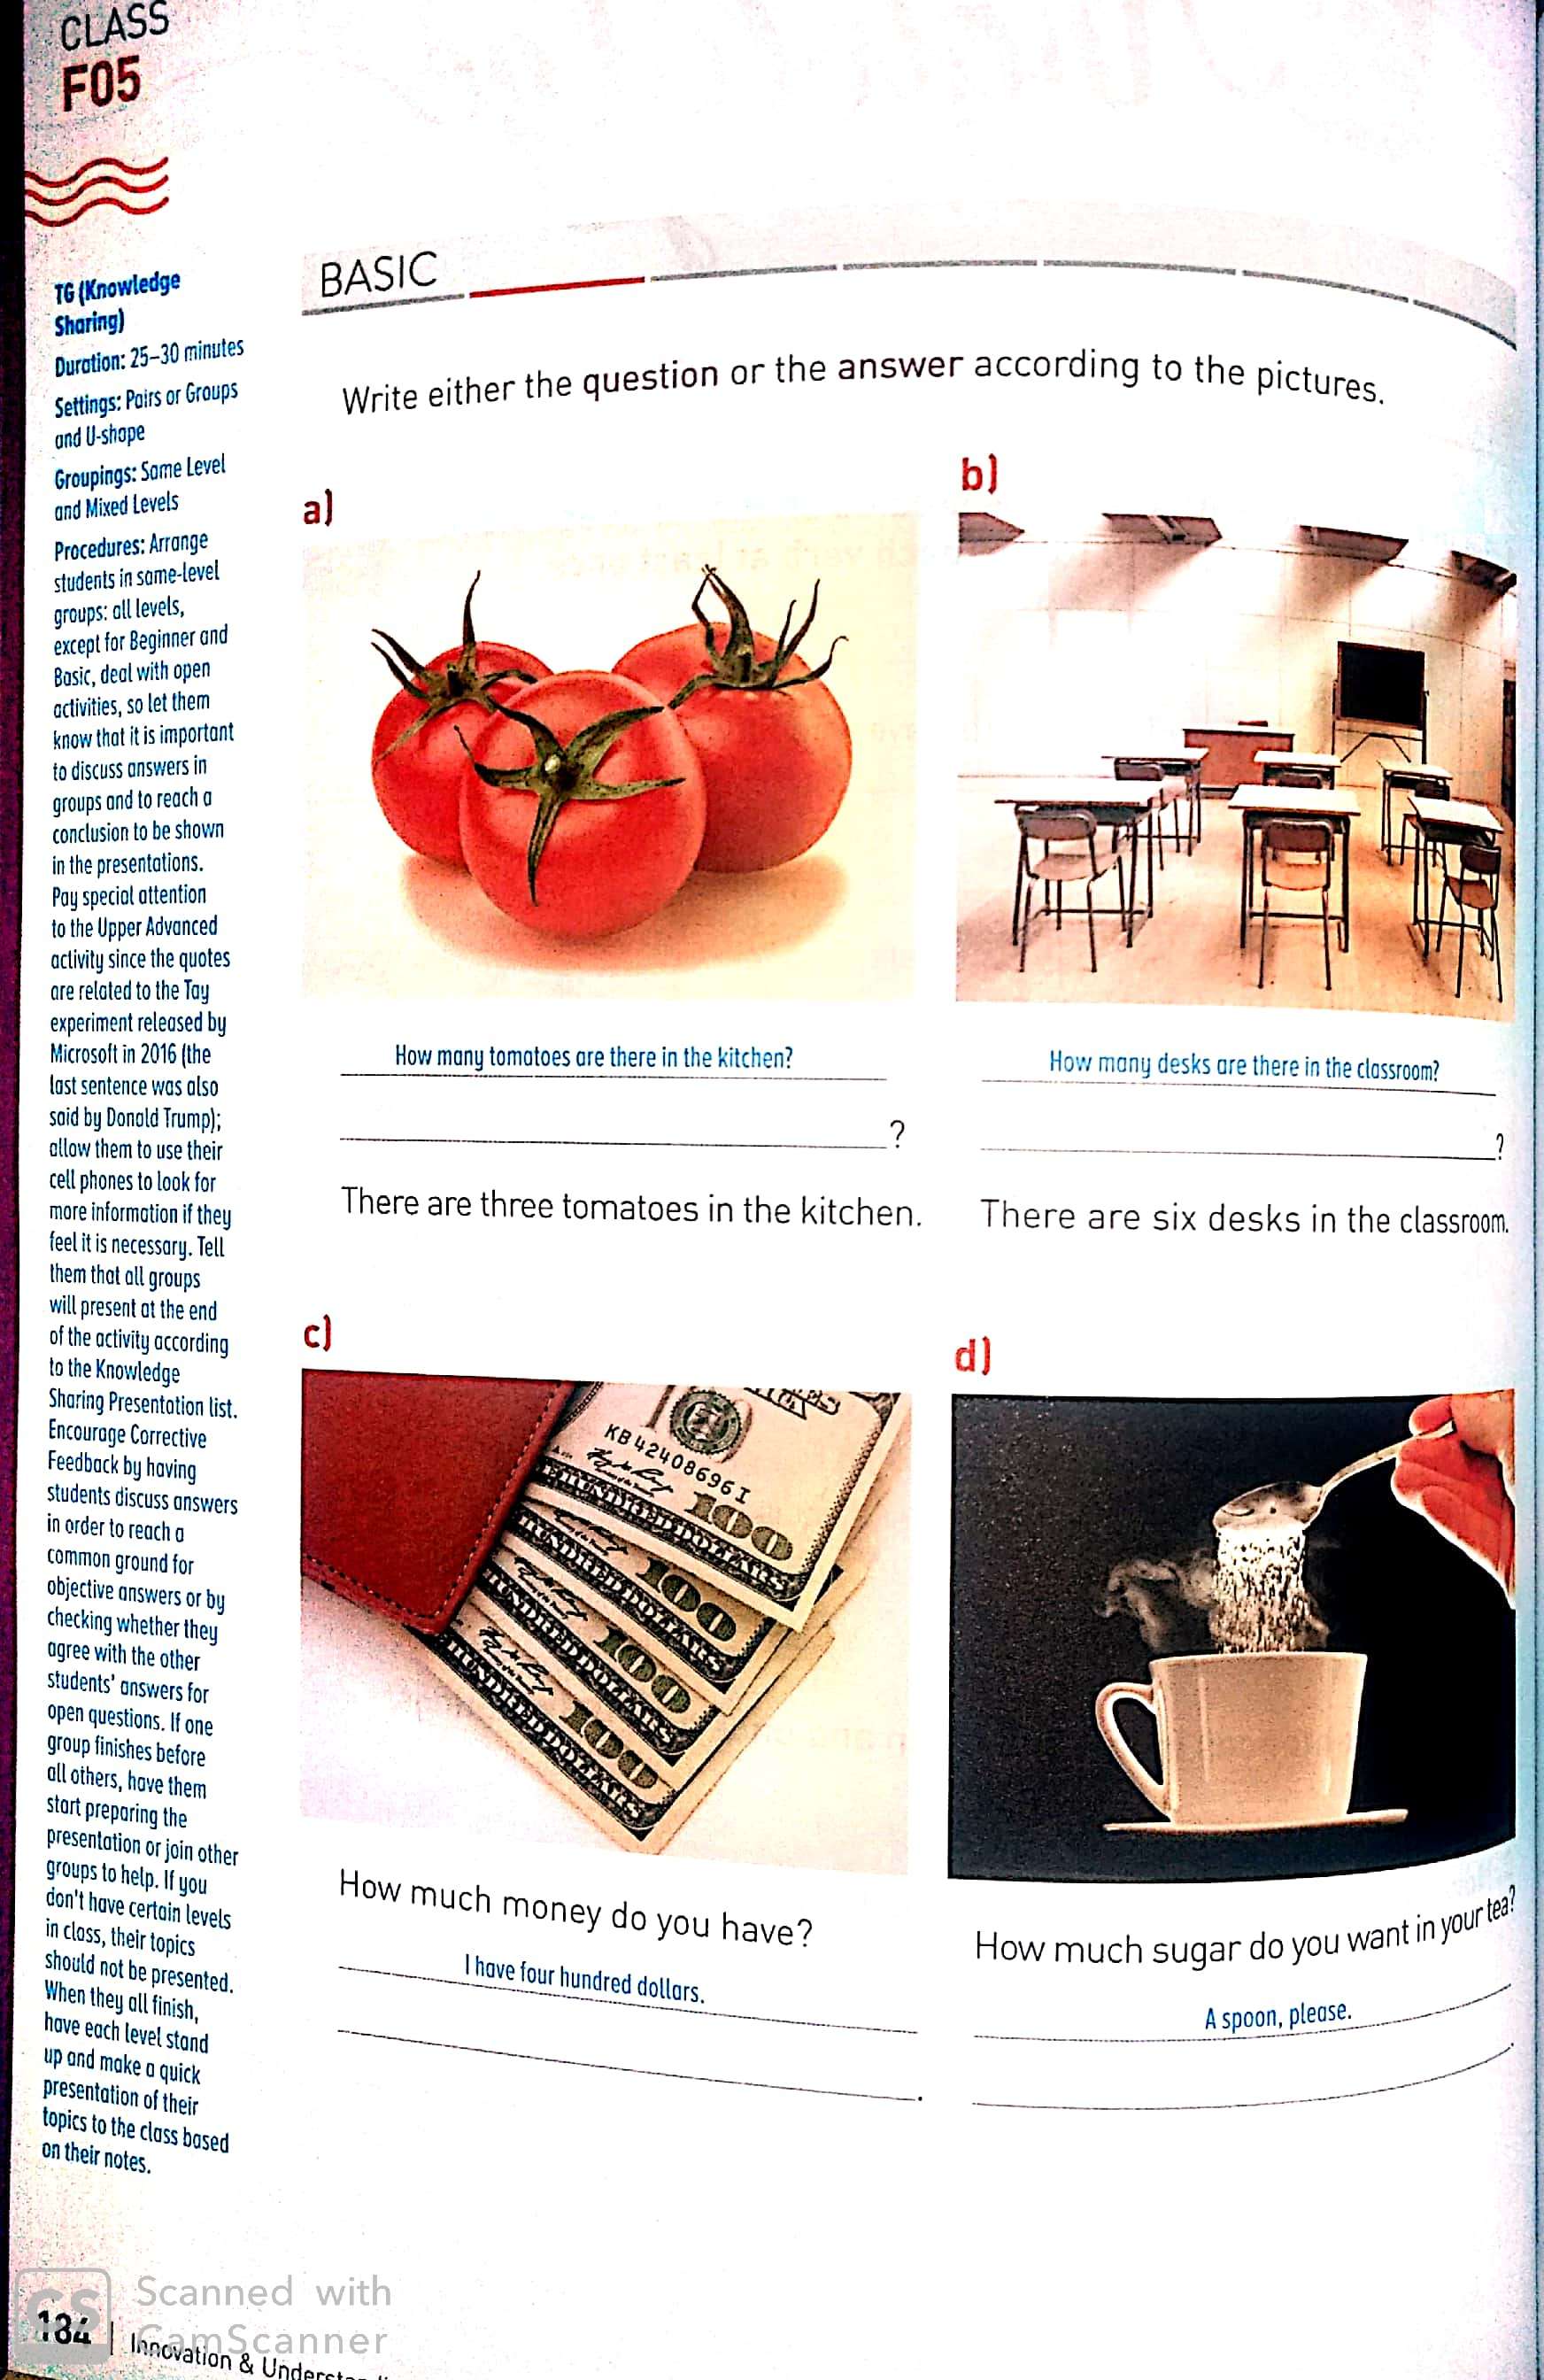 CLASS
F05
TG (Knowledge
Sharing)
Duration: 25–30 minutes
Settings: Pairs or Groups
and U-shape
Groupings: Same Level
and Mixed Levels
Procedures: Arrange
students in same-level
groups: all levels,
except for Beginner and
Basic, deal with open
activities, so let them
know that it is important
to discuss answers in
groups and to reach a
conclusion to be shown
in the presentations.
Pay special attention
to the Upper Advanced
activity since the quotes
are related to the Tay
experiment released by
Microsoft in 2016 (the
last sentence was also
said by Donald Trump);
allow them to use their
cell phones to look for
more information if they
feel it is necessary. Tell
them that all groups
will present at the end
of the activity according
to the Knowledge
Sharing Presentation list.
Encourage Corrective
Feedback by having
students discuss answers
in order to reach a
common ground for
objective answers or by
checking whether they
agree with the other
students' answers for
open questions. If one
group finishes before
all others, have them
start preparing the
presentation or join other
groups to help. If you
don't have certain levels
in class, their topics
should not be presented.
When they all finish,
have each level stand
up and make a quick
presentation of their
topics to the class based
on their notes.
BASIC
Write either the question or the answer according to the pictures.
a)
How many tomatoes are there in the kitchen?
?
There are three tomatoes in the kitchen.
b)
How many desks are there in the classroom?
?
There are six desks in the classroom.
c)
KB 42408696 I
100
HUNDRED DOLLARS
100
HUNDRED DOLLARS
100
HUNDRED DOLLARS
100
HUNDRED DOLLARS
How much money do you have?
I have four hundred dollars.
.
d)
How much sugar do you want in your tea?
A spoon, please.
.
CS
Scanned with
CamScanner
184 | Innovation &